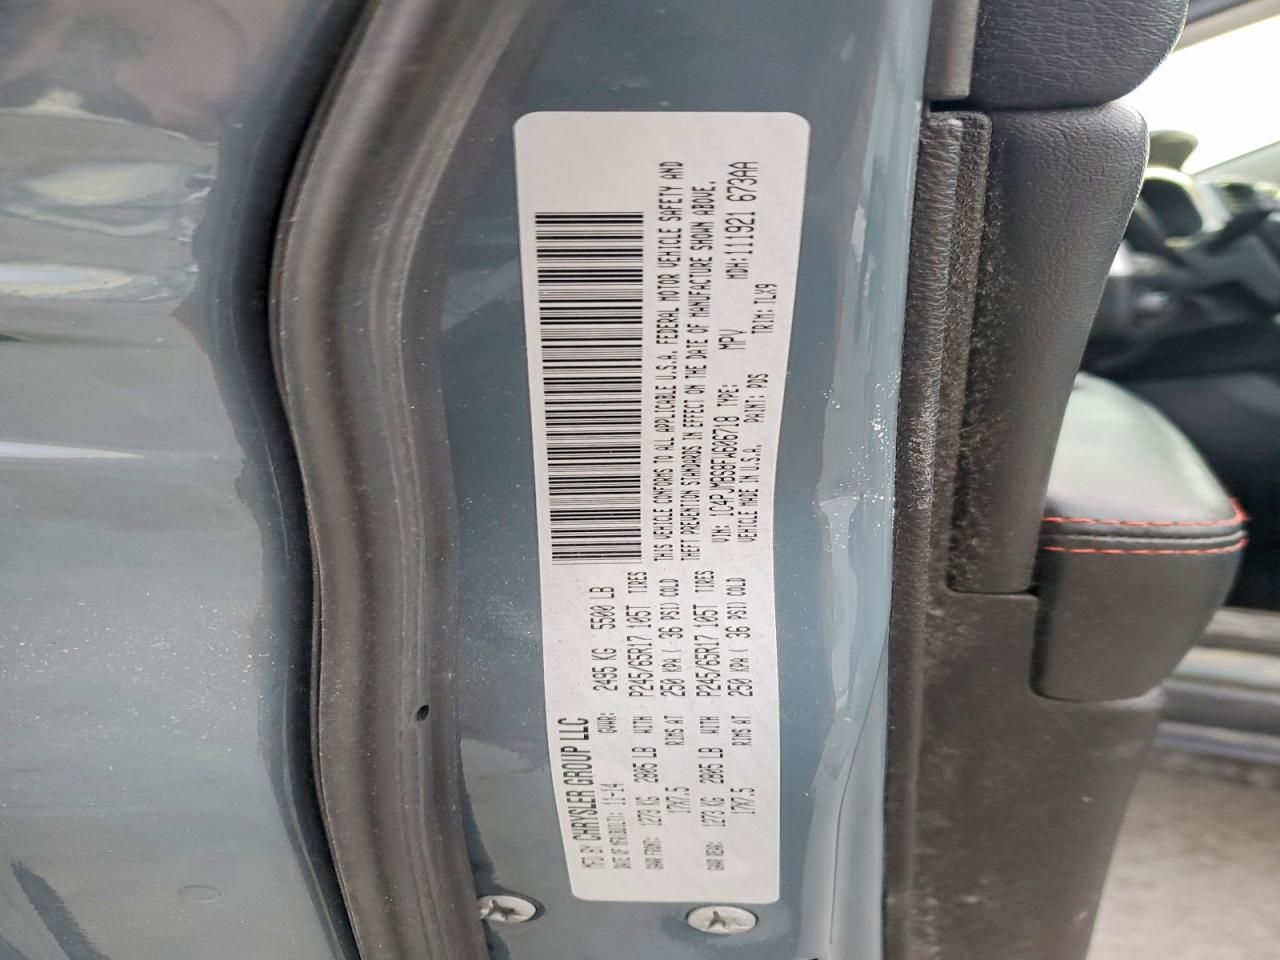 MFD BY CHRYSLER GROUP LLC
DATE OF MFR(BUILT): 11-14 GVWR: 2495 KG 5500 LB
GAWR FRONT: 1273 KG 2805 LB WITH P245/65R17 105T TIRES
17X7.5 RIMS AT 250 KPA ( 36 PSI) COLD
GAWR REAR: 1273 KG 2805 LB WITH P245/65R17 105T TIRES
17X7.5 RIMS AT 250 KPA ( 36 PSI) COLD
THIS VEHICLE CONFORMS TO ALL APPLICABLE U.S.A. FEDERAL MOTOR VEHICLE SAFETY AND
THEFT PREVENTION STANDARDS IN EFFECT ON THE DATE OF MANUFACTURE SHOWN ABOVE.
VIN: 1C4PJMBS8FW606718 TYPE: MPV MDH: 111921 673AA
VEHICLE MADE IN U.S.A. PAINT: PDS TRIM: TLX9